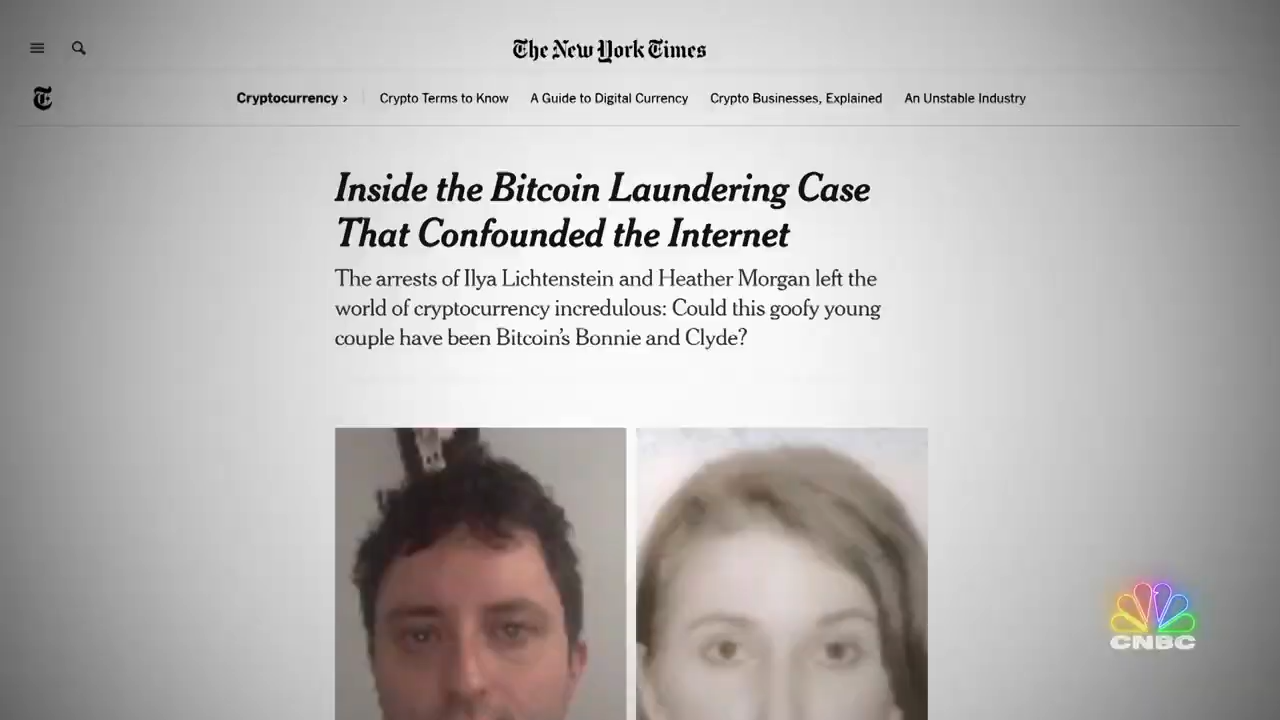 The New York Times
Cryptocurrency › Crypto Terms to Know A Guide to Digital Currency Crypto Businesses, Explained An Unstable Industry
Inside the Bitcoin Laundering Case
That Confounded the Internet
The arrests of Ilya Lichtenstein and Heather Morgan left the
world of cryptocurrency incredulous: Could this goofy young
couple have been Bitcoin’s Bonnie and Clyde?
CNBC